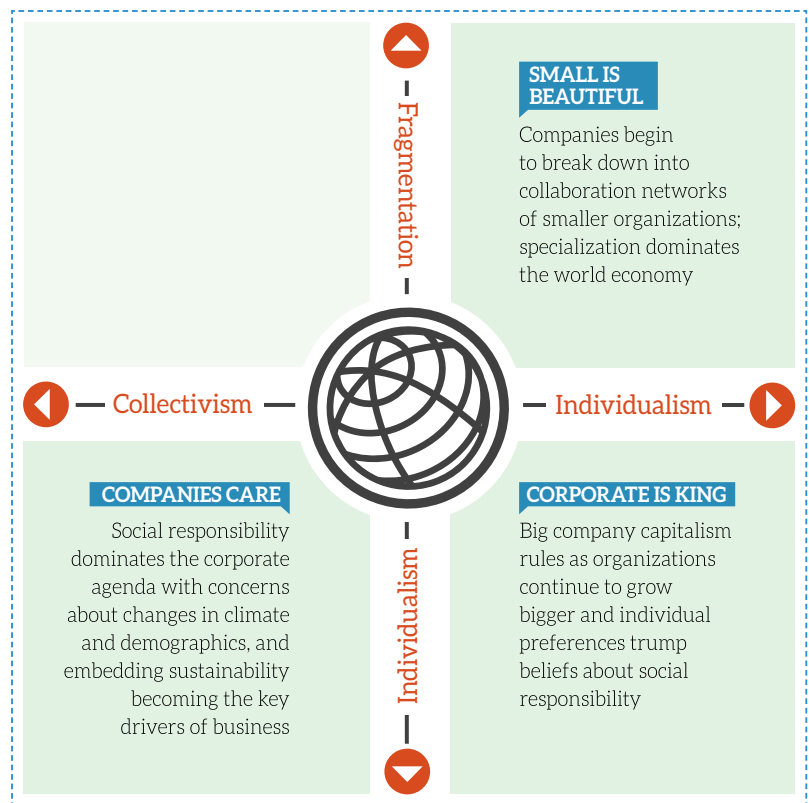 Fragmentation
SMALL IS
BEAUTIFUL
Companies begin
to break down into
collaboration networks
of smaller organizations;
specialization dominates
the world economy
Collectivism
Individualism
COMPANIES CARE
Social responsibility
dominates the corporate
agenda with concerns
about changes in climate
and demographics, and
embedding sustainability
becoming the key
drivers of business
Individualism
CORPORATE IS KING
Big company capitalism
rules as organizations
continue to grow
bigger and individual
preferences trump
beliefs about social
responsibility